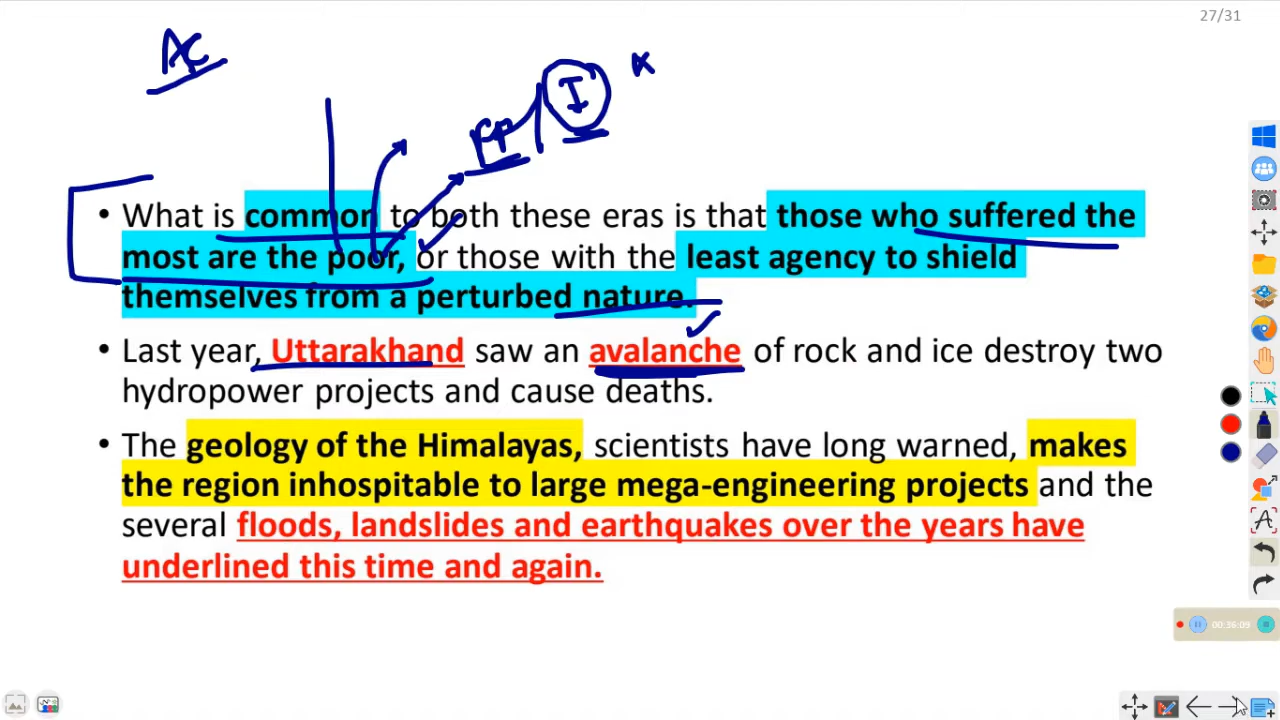 27/31
AC
I
• What is common to both these eras is that those who suffered the
most are the poor, or those with the least agency to shield
themselves from a perturbed nature.
• Last year, Uttarakhand saw an avalanche of rock and ice destroy two
hydropower projects and cause deaths.
• The geology of the Himalayas, scientists have long warned, makes
the region inhospitable to large mega-engineering projects and the
several floods, landslides and earthquakes over the years have
underlined this time and again.
00:36:09